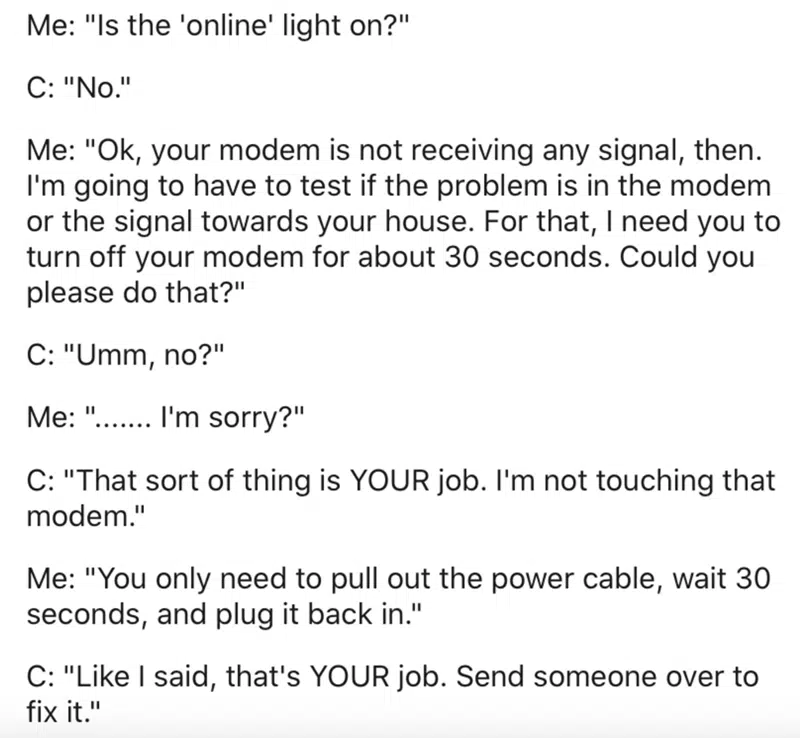 Me: "Is the 'online' light on?"
C: "No."
Me: "Ok, your modem is not receiving any signal, then.
I'm going to have to test if the problem is in the modem
or the signal towards your house. For that, I need you to
turn off your modem for about 30 seconds. Could you
please do that?"
C: "Umm, no?"
Me: "....... I'm sorry?"
C: "That sort of thing is YOUR job. I'm not touching that
modem."
Me: "You only need to pull out the power cable, wait 30
seconds, and plug it back in."
C: "Like I said, that's YOUR job. Send someone over to
fix it."